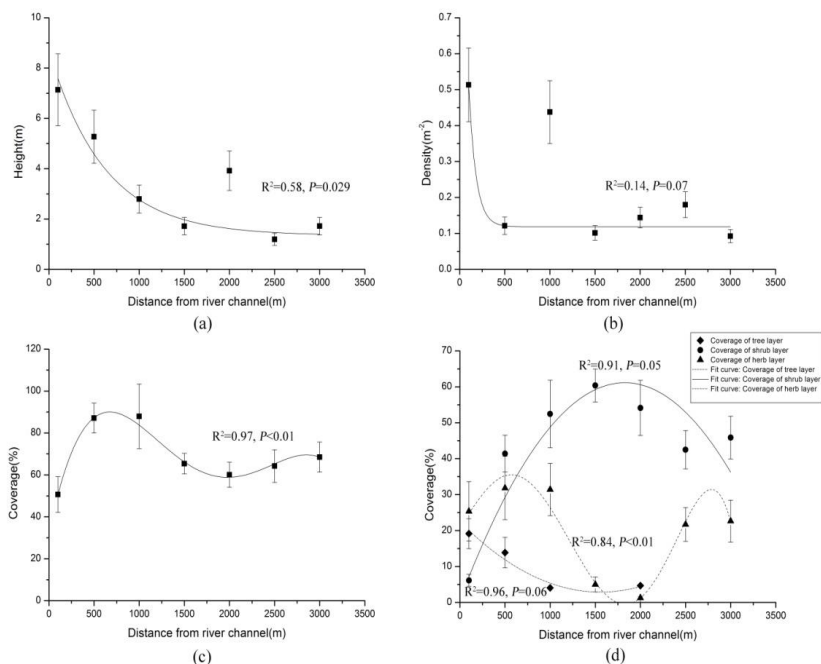 10
8
6
4
2
0
Height(m)
R²=0.58, P=0.029
0 500 1000 1500 2000 2500 3000 3500
Distance from river channel(m)
(a)
0.7
0.6
0.5
0.4
0.3
0.2
0.1
0.0
Density(m⁻²)
R²=0.14, P=0.07
0 500 1000 1500 2000 2500 3000 3500
Distance from river channel(m)
(b)
120
100
80
60
40
20
0
Coverage(%)
R²=0.97, P<0.01
0 500 1000 1500 2000 2500 3000 3500
Distance from river channel(m)
(c)
Coverage of tree layer
Coverage of shrub layer
Coverage of herb layer
Fit curve: Coverage of tree layer
Fit curve: Coverage of shrub layer
Fit curve: Coverage of herb layer
70
60
50
40
30
20
10
0
Coverage(%)
R²=0.91, P=0.05
R²=0.84, P<0.01
R²=0.96, P=0.06
0 500 1000 1500 2000 2500 3000 3500
Distance from river channel(m)
(d)